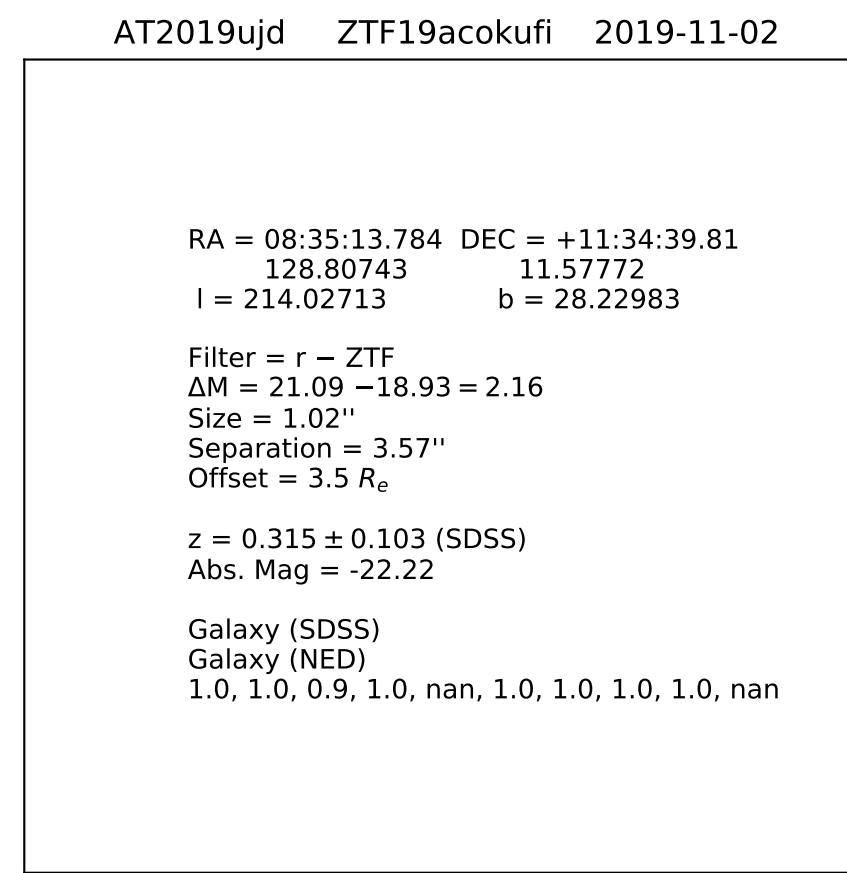 AT2019ujd ZTF19acokufi 2019-11-02
RA = 08:35:13.784 DEC = +11:34:39.81
128.80743 11.57772
l = 214.02713 b = 28.22983
Filter = r − ZTF
ΔM = 21.09 −18.93 = 2.16
Size = 1.02''
Separation = 3.57''
Offset = 3.5 Rₑ
z = 0.315 ± 0.103 (SDSS)
Abs. Mag = -22.22
Galaxy (SDSS)
Galaxy (NED)
1.0, 1.0, 0.9, 1.0, nan, 1.0, 1.0, 1.0, 1.0, nan